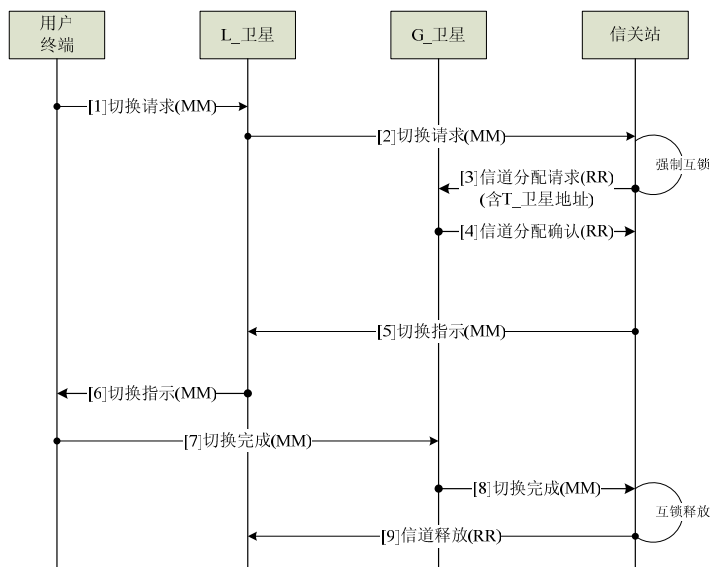 用户
终端
L_卫星
G_卫星
信关站
[1]切换请求(MM)
[2]切换请求(MM)
强制互锁
[3]信道分配请求(RR)
(含T_卫星地址)
[4]信道分配确认(RR)
[5]切换指示(MM)
[6]切换指示(MM)
[7]切换完成(MM)
[8]切换完成(MM)
互锁释放
[9]信道释放(RR)